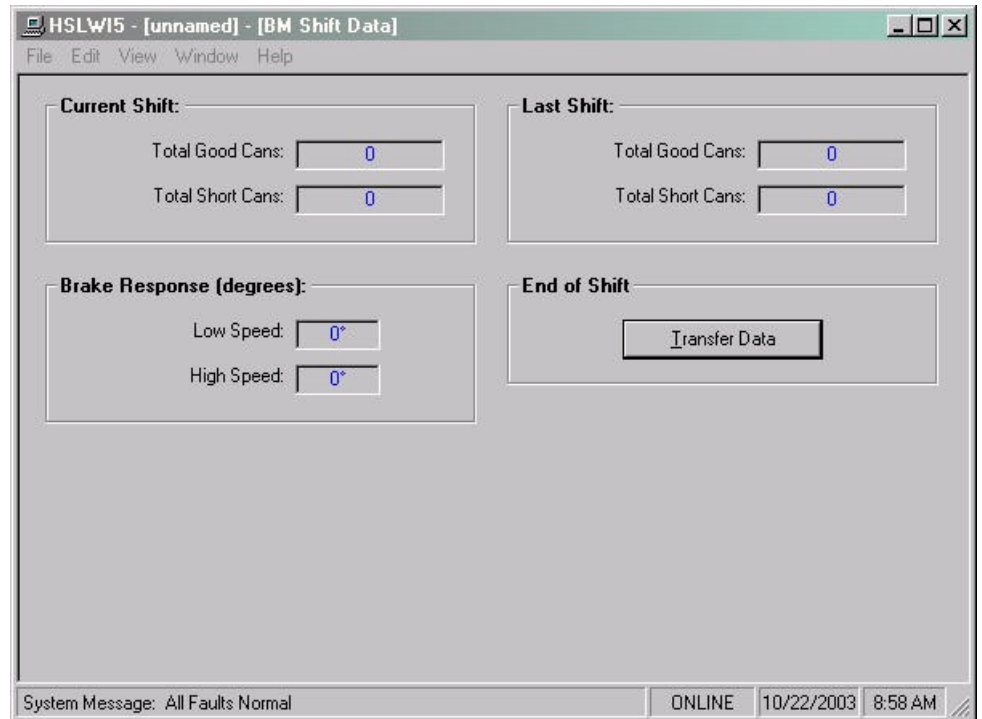 HSLWI5 - [unnamed] - [BM Shift Data]
File Edit View Window Help
Current Shift:
Total Good Cans: 0
Total Short Cans: 0
Last Shift:
Total Good Cans: 0
Total Short Cans: 0
Brake Response (degrees):
Low Speed: 0°
High Speed: 0°
End of Shift
Transfer Data
System Message: All Faults Normal
ONLINE
10/22/2003
8:58 AM